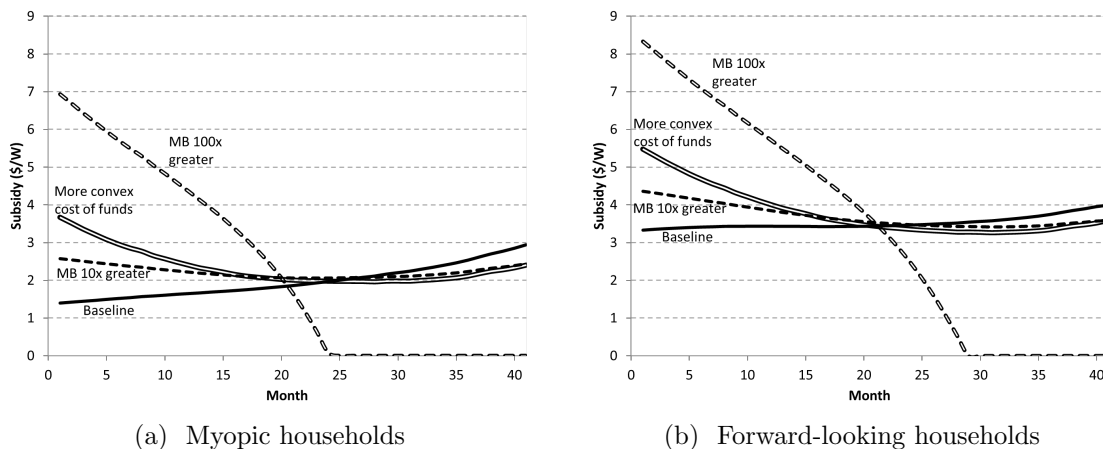 9
8
7
6
5
4
3
2
1
0
Subsidy ($/W)
MB 100x
greater
More convex
cost of funds
MB 10x greater
Baseline
0 5 10 15 20 25 30 35 40
Month
(a) Myopic households
9
8
7
6
5
4
3
2
1
0
Subsidy ($/W)
MB 100x
greater
More convex
cost of funds
MB 10x greater
Baseline
0 5 10 15 20 25 30 35 40
Month
(b) Forward-looking households